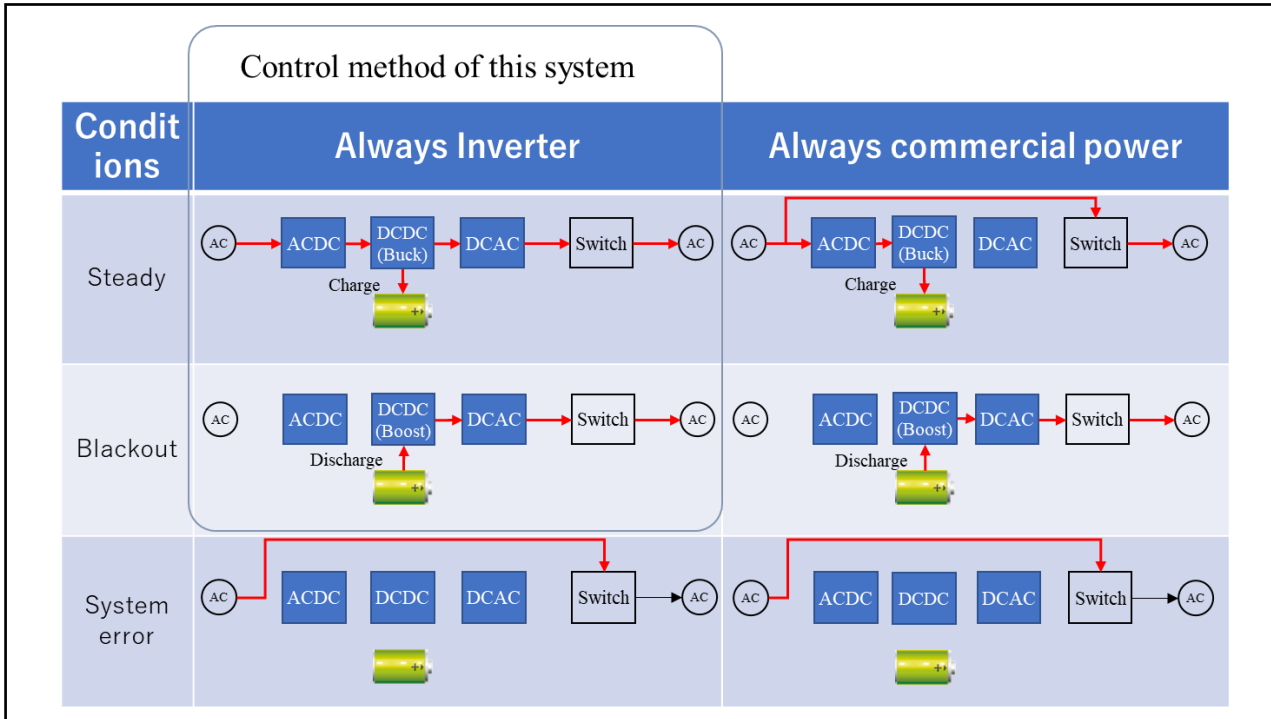 Control method of this system
Condit
ions
Always Inverter
Always commercial power
Steady
AC
ACDC
DCDC
(Buck)
DCAC
Switch
AC
Charge
AC
ACDC
DCDC
(Buck)
DCAC
Switch
AC
Charge
Blackout
AC
ACDC
DCDC
(Boost)
DCAC
Switch
AC
Discharge
AC
ACDC
DCDC
(Boost)
DCAC
Switch
AC
Discharge
System
error
AC
ACDC
DCDC
DCAC
Switch
AC
AC
ACDC
DCDC
DCAC
Switch
AC